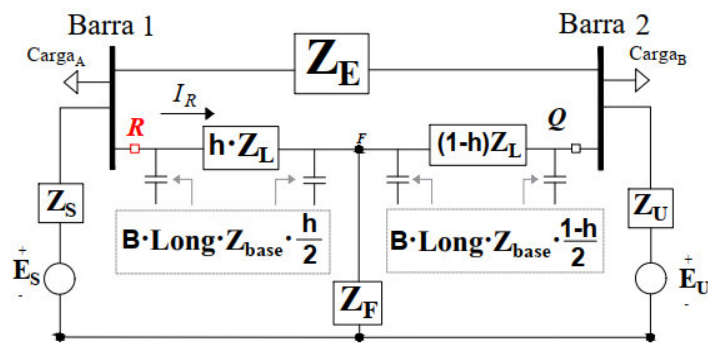 Barra 1
Barra 2
Carga_A
Z_E
Carga_B
I_R
R
h·Z_L
F
(1-h)Z_L
Q
Z_S
B·Long·Z_base·h/2
B·Long·Z_base·1-h/2
Z_U
+
E_S
-
Z_F
+
E_U
-